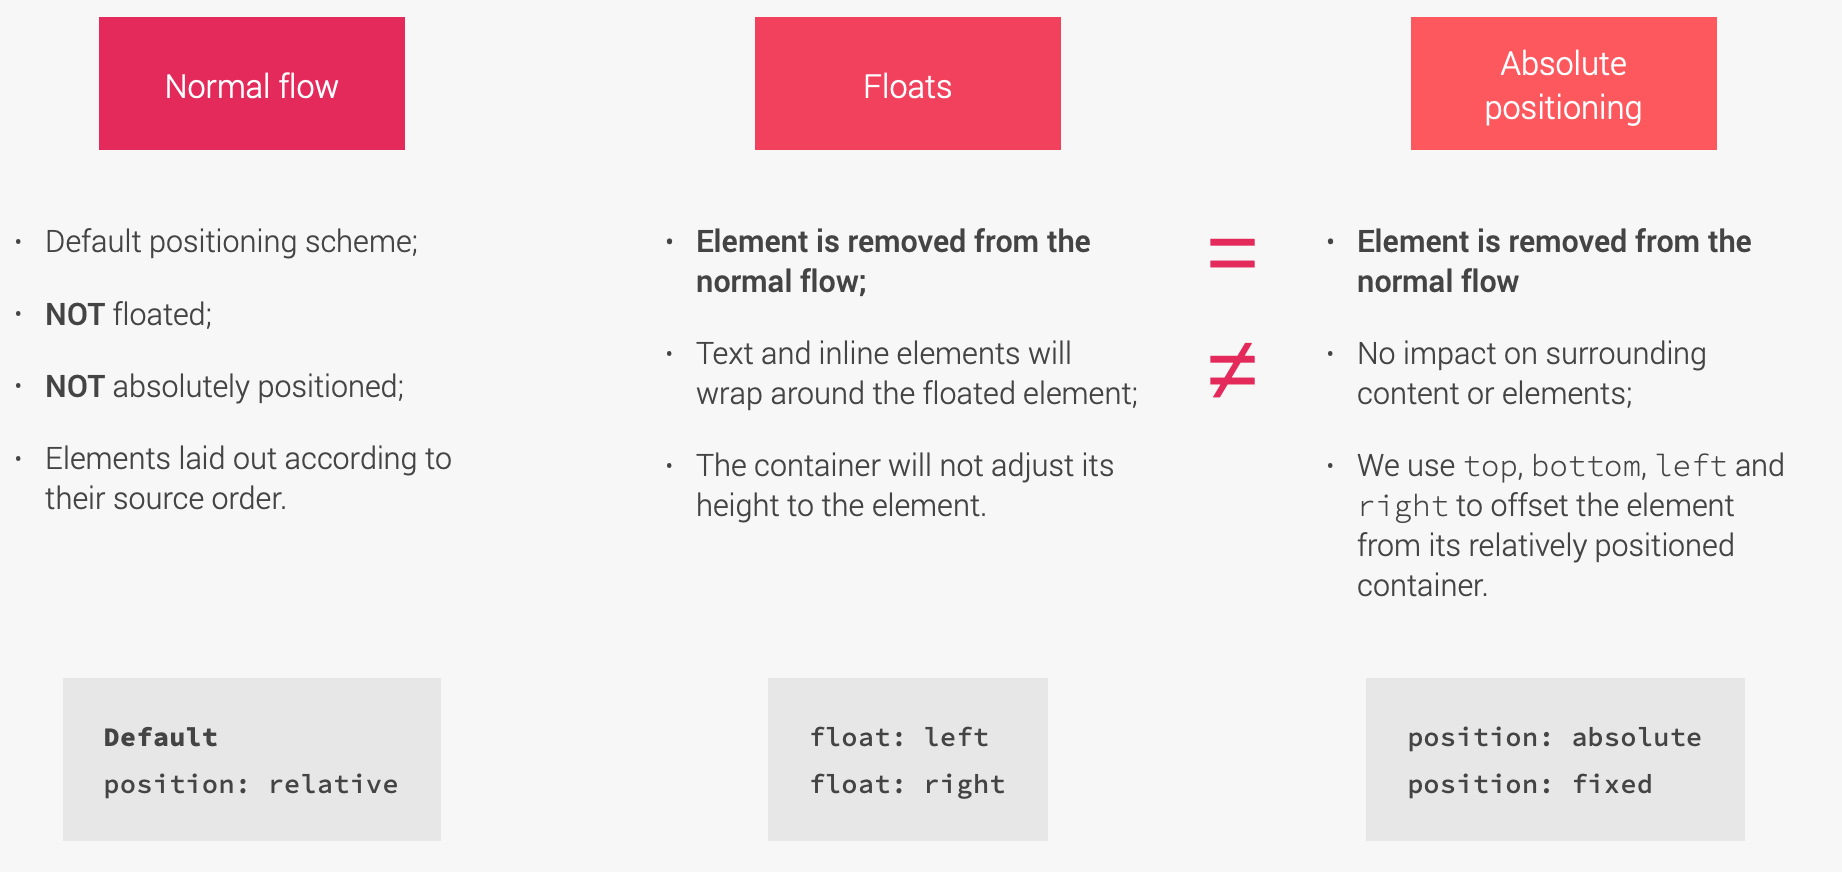 Normal flow
• Default positioning scheme;
• NOT floated;
• NOT absolutely positioned;
• Elements laid out according to
their source order.
Default
position: relative
Floats
• Element is removed from the
normal flow;
• Text and inline elements will
wrap around the floated element;
• The container will not adjust its
height to the element.
float: left
float: right
=
≠
Absolute
positioning
• Element is removed from the
normal flow
• No impact on surrounding
content or elements;
• We use top, bottom, left and
right to offset the element
from its relatively positioned
container.
position: absolute
position: fixed